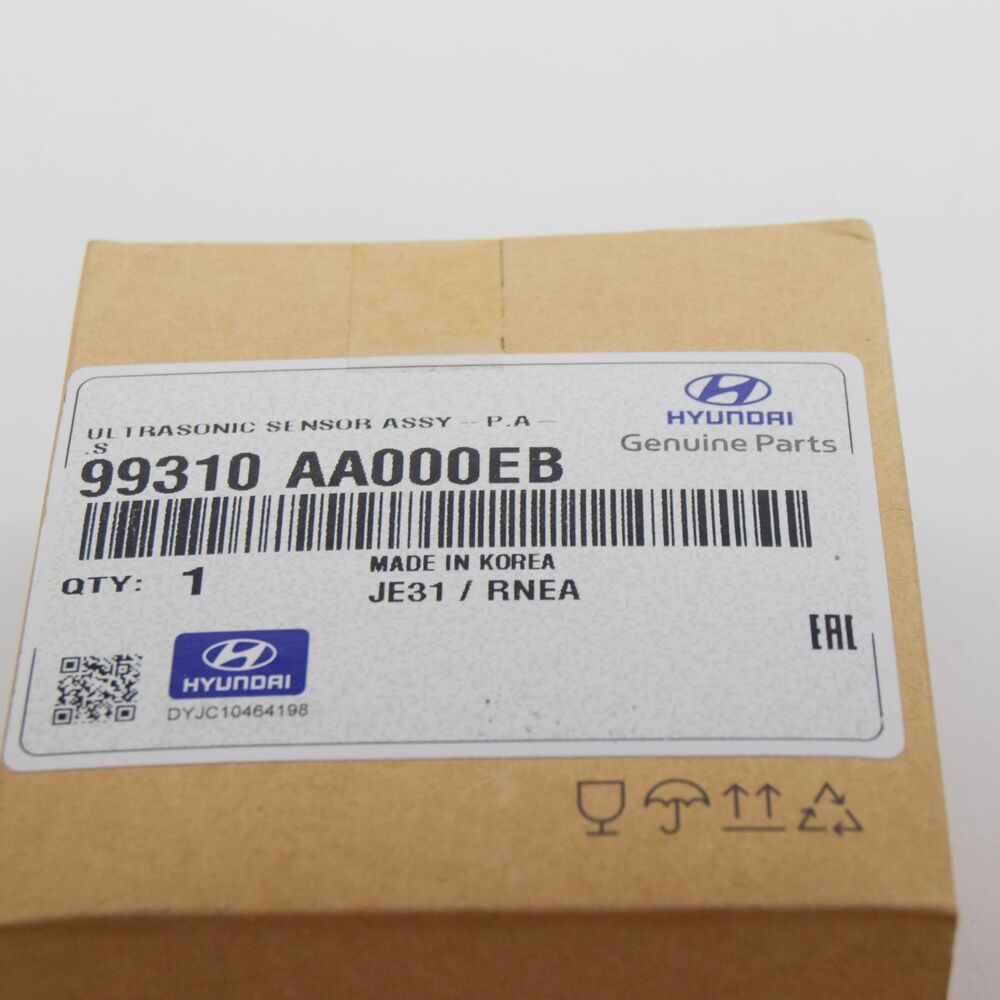 HYUNDAI
Genuine Parts
ULTRASONIC SENSOR ASSY - P.A -
.S
99310 AA000EB
MADE IN KOREA
QTY: 1
JE31 / RNEA
EAC
HYUNDAI
DYJC10464198